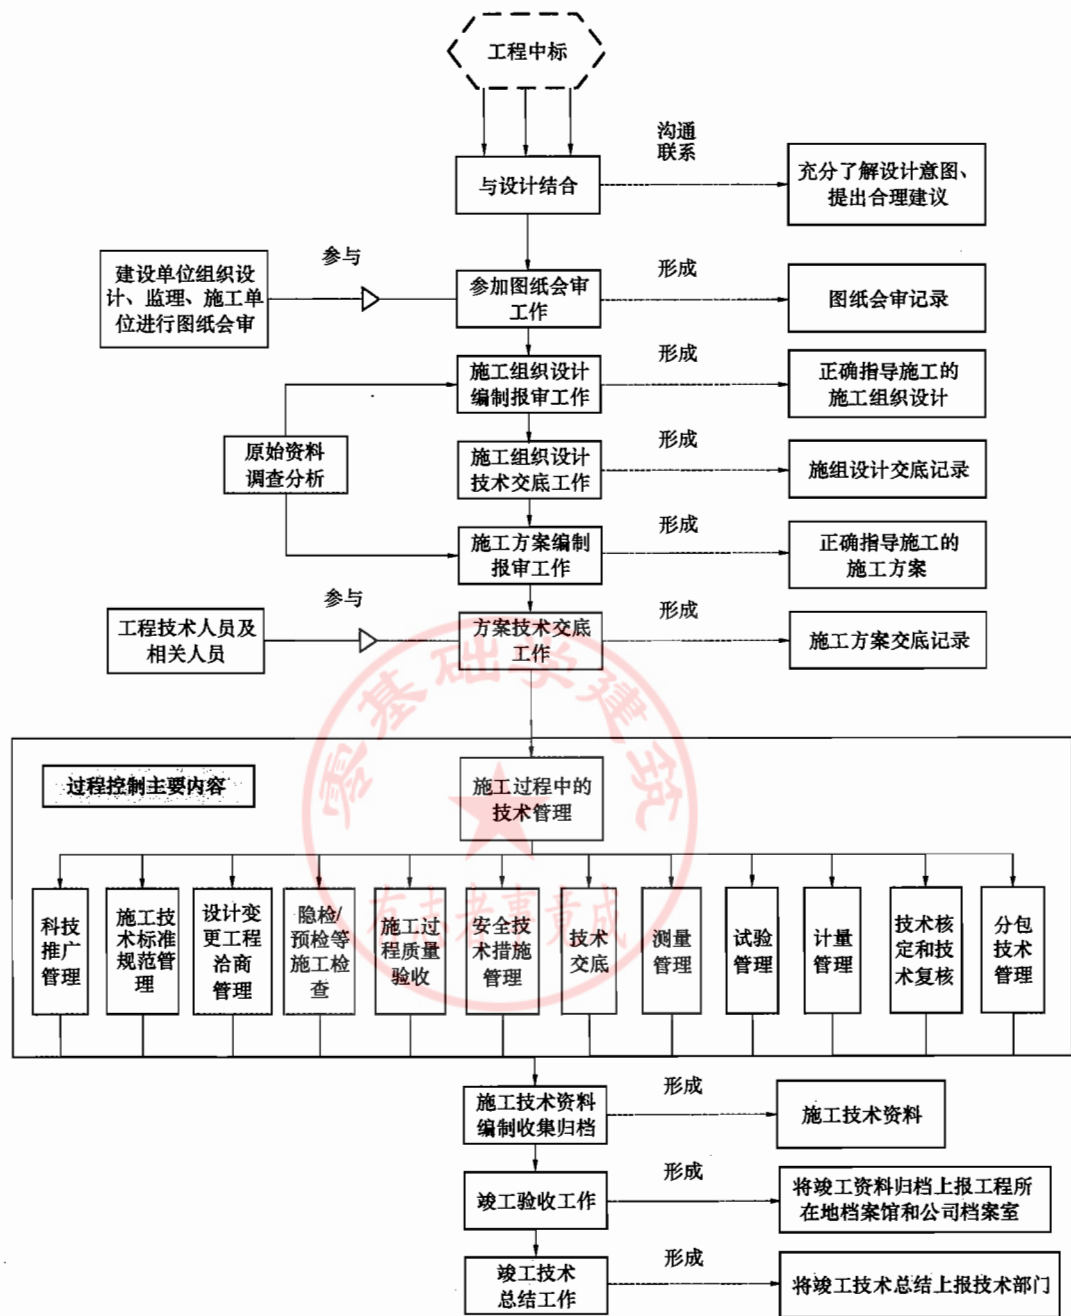 工程中标
沟通
联系
与设计结合
充分了解设计意图、
提出合理建议
建设单位组织设
计、监理、施工单
位进行图纸会审
参与
参加图纸会审
工作
形成
图纸会审记录
施工组织设计
编制报审工作
形成
正确指导施工的
施工组织设计
原始资料
调查分析
施工组织设计
技术交底工作
形成
施组设计交底记录
施工方案编制
报审工作
形成
正确指导施工的
施工方案
工程技术人员及
相关人员
参与
方案技术交底
工作
形成
施工方案交底记录
零基础学建筑
有志者事竟成
过程控制主要内容
施工过程中的
技术管理
科技
推广
管理
施工技
术标准
规范管
理
设计变
更工程
洽商
管理
隐检/
预检等
施工检
查
施工过
程质量
验收
安全技
术措施
管理
技术
交底
测量
管理
试验
管理
计量
管理
技术核
定和技
术复核
分包
技术
管理
施工技术资料
编制收集归档
形成
施工技术资料
竣工验收工作
形成
将竣工资料归档上报工程所
在地档案馆和公司档案室
竣工技术
总结工作
形成
将竣工技术总结上报技术部门